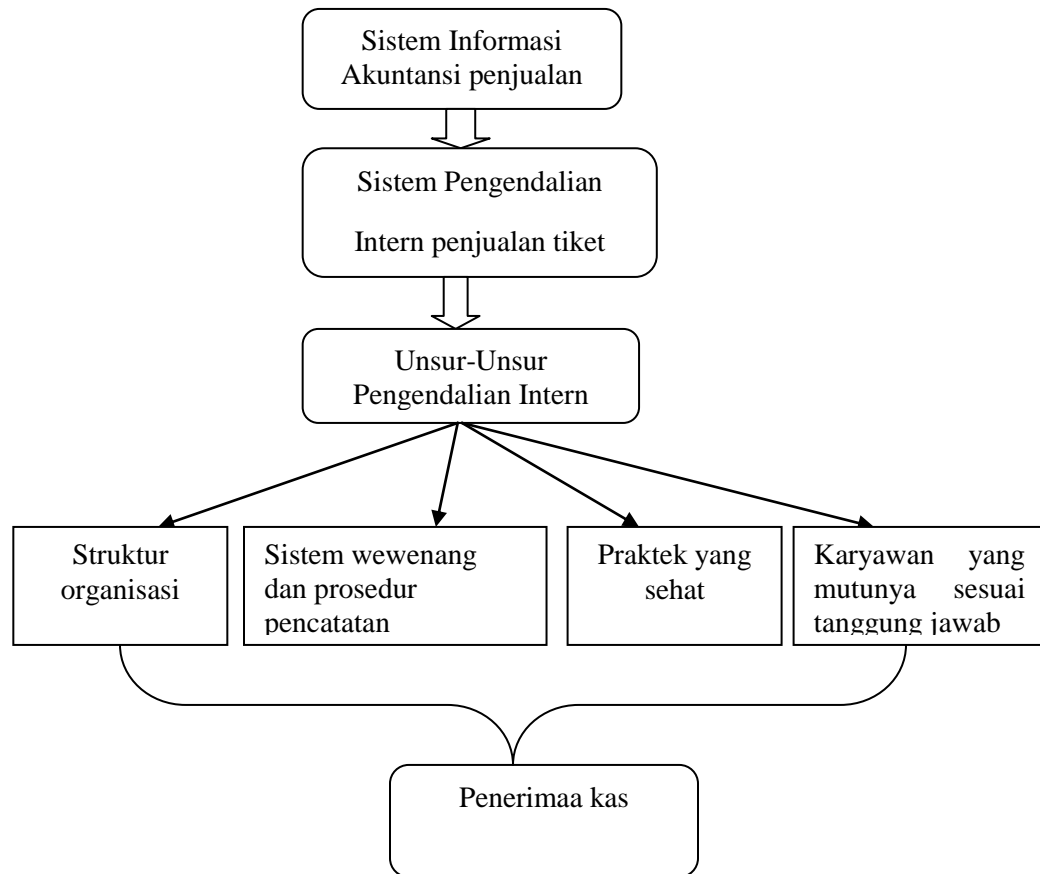 Sistem Informasi
Akuntansi penjualan
Sistem Pengendalian
Intern penjualan tiket
Unsur-Unsur
Pengendalian Intern
Struktur
organisasi
Sistem wewenang
dan prosedur
pencatatan
Praktek yang
sehat
Karyawan yang
mutunya sesuai
tanggung jawab
Penerimaa kas